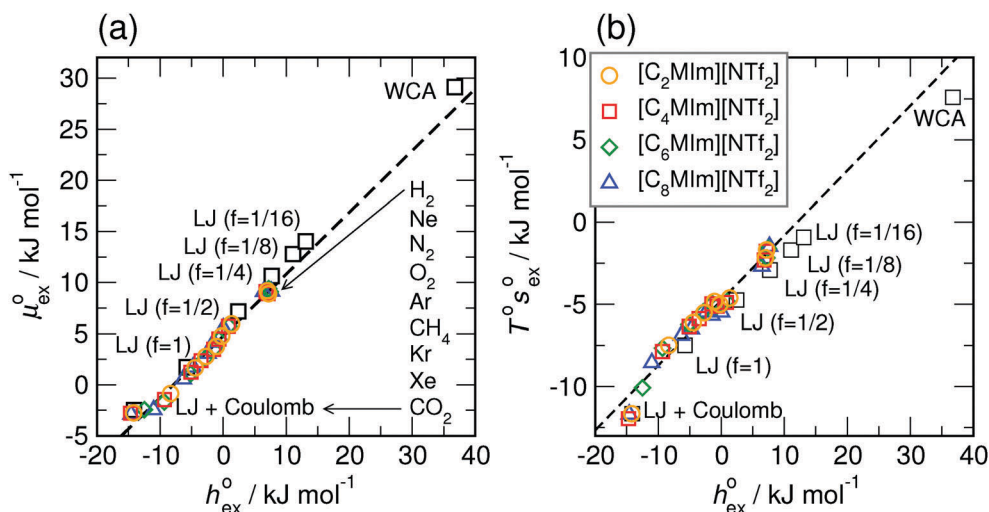 (a)
(b)
30
25
20
15
10
5
0
-5
μ°ex / kJ mol⁻¹
WCA
LJ (f=1/16)
LJ (f=1/8)
LJ (f=1/4)
LJ (f=1/2)
LJ (f=1)
LJ + Coulomb
H₂
Ne
N₂
O₂
Ar
CH₄
Kr
Xe
CO₂
-20 -10 0 10 20 30 40
h°ex / kJ mol⁻¹
10
0
-5
-10
T°s°ex / kJ mol⁻¹
[C₂MIm][NTf₂]
[C₄MIm][NTf₂]
[C₆MIm][NTf₂]
[C₈MIm][NTf₂]
WCA
LJ (f=1/16)
LJ (f=1/8)
LJ (f=1/4)
LJ (f=1/2)
LJ (f=1)
LJ + Coulomb
-20 -10 0 10 20 30 40
h°ex / kJ mol⁻¹